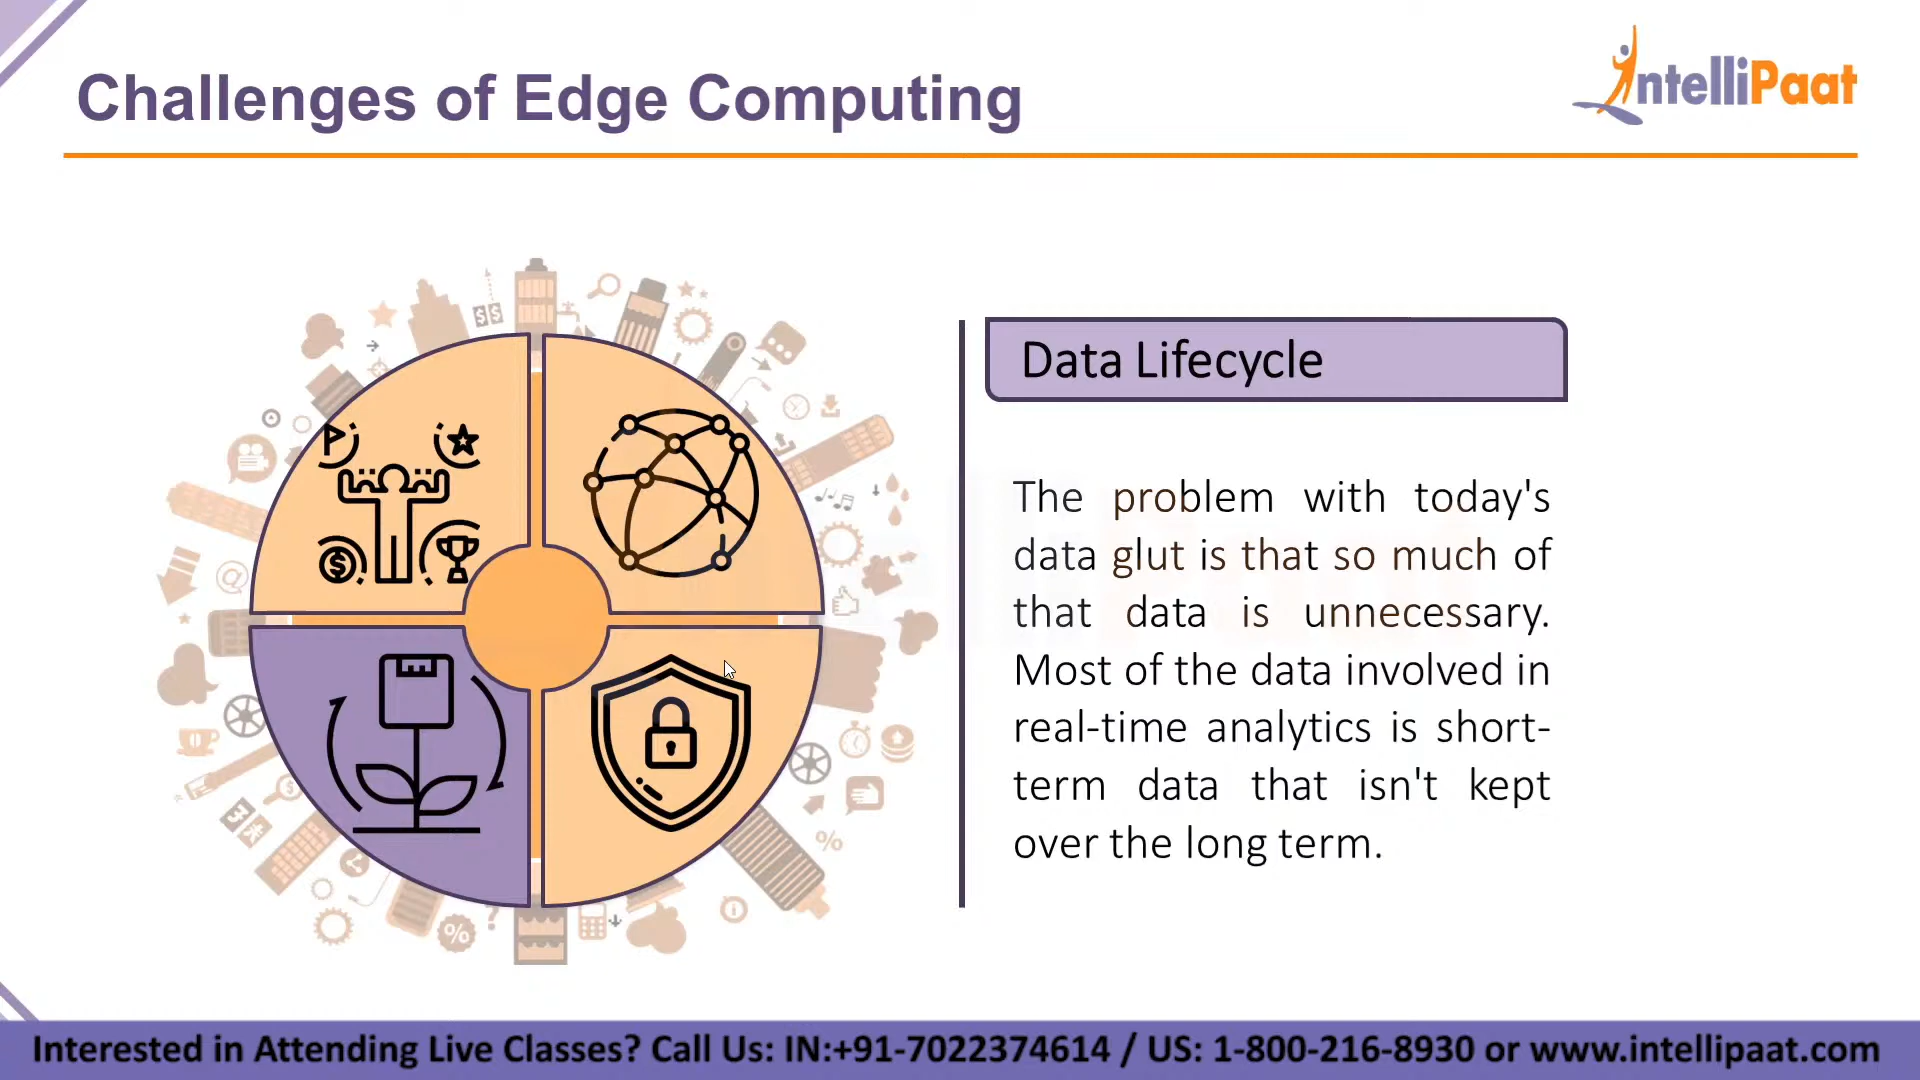 Challenges of Edge Computing
IntelliPaat
Data Lifecycle
The problem with today's
data glut is that so much of
that data is unnecessary.
Most of the data involved in
real-time analytics is short-
term data that isn't kept
over the long term.
Interested in Attending Live Classes? Call Us: IN:+91-7022374614 / US: 1-800-216-8930 or www.intellipaat.com